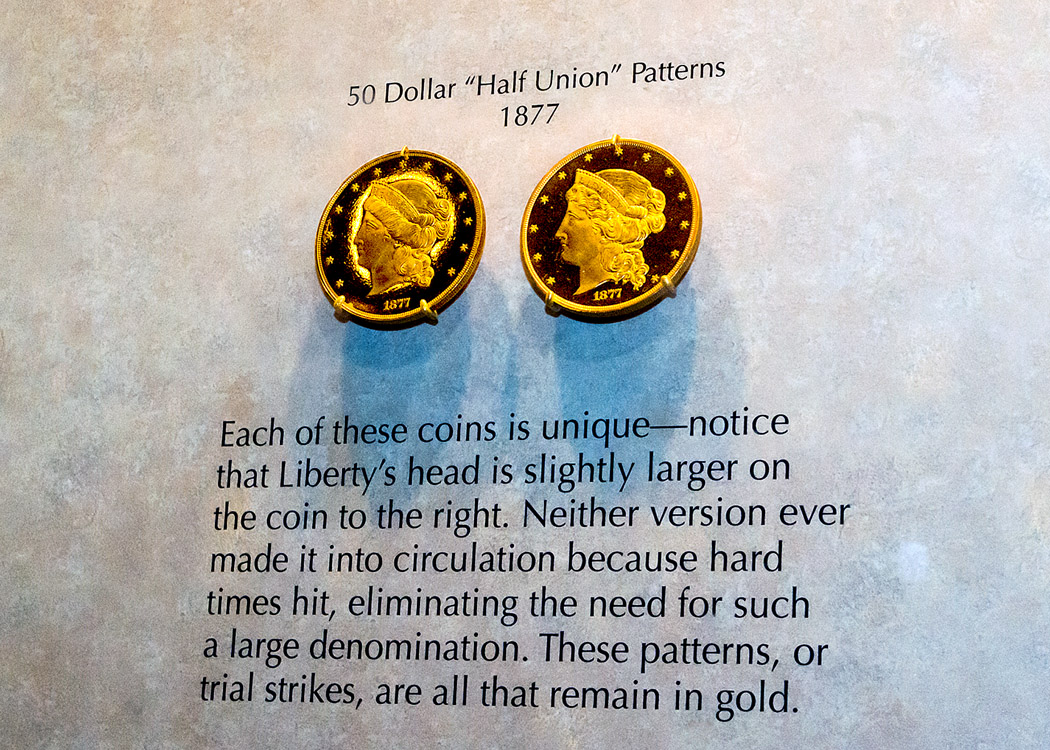 50 Dollar “Half Union” Patterns
1877
1877
1877
Each of these coins is unique—notice
that Liberty’s head is slightly larger on
the coin to the right. Neither version ever
made it into circulation because hard
times hit, eliminating the need for such
a large denomination. These patterns, or
trial strikes, are all that remain in gold.